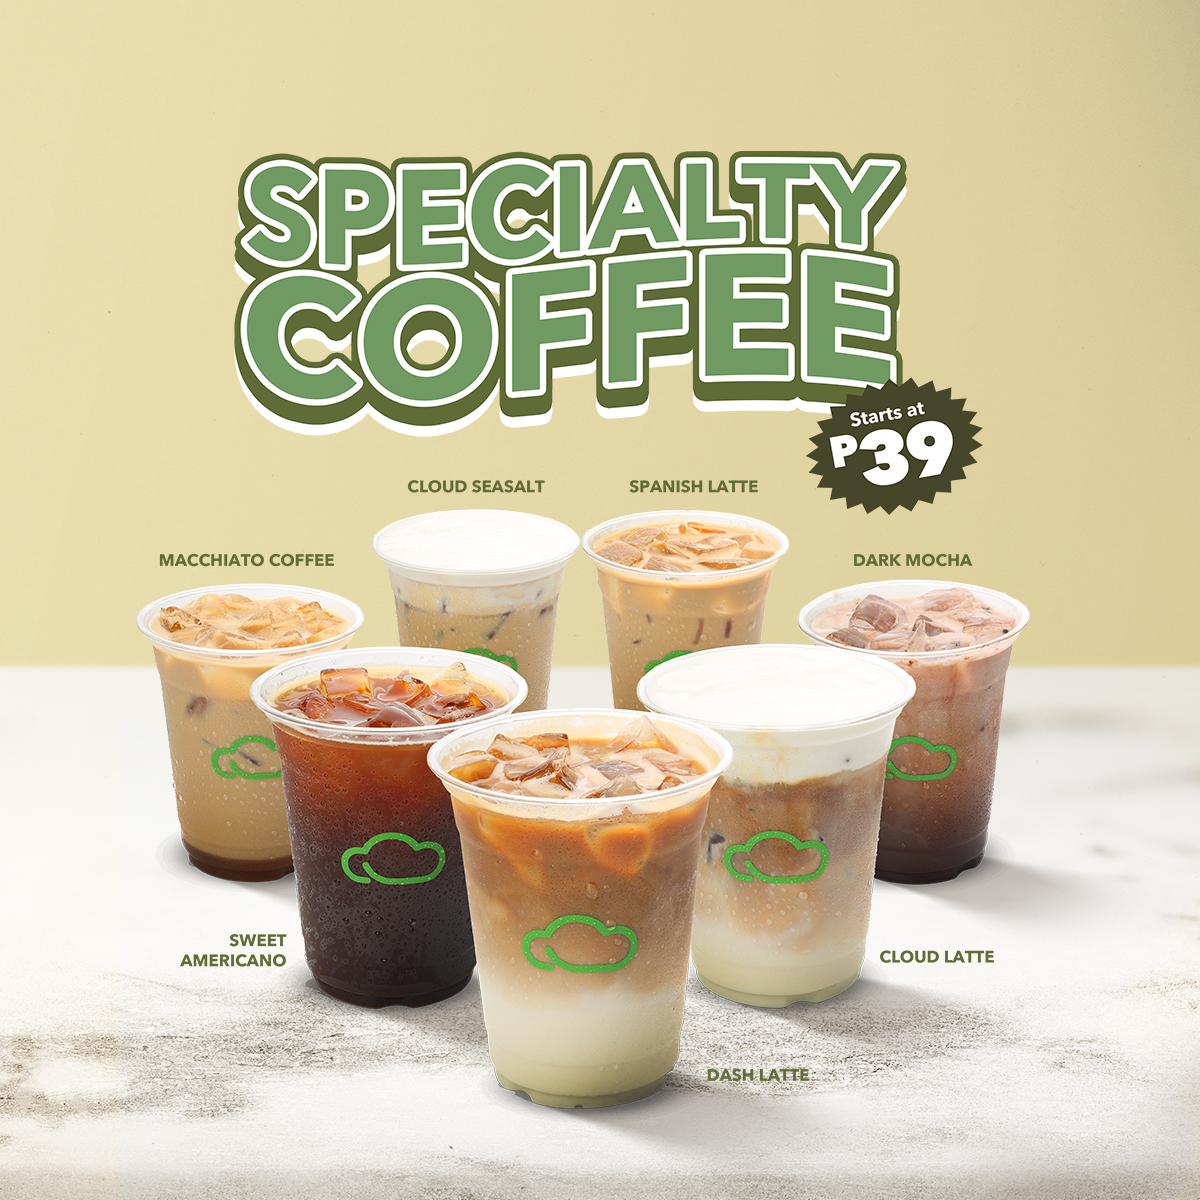 SPECIALTY
COFFEE
Starts at
P39
CLOUD SEASALT
SPANISH LATTE
MACCHIATO COFFEE
DARK MOCHA
SWEET
AMERICANO
CLOUD LATTE
DASH LATTE